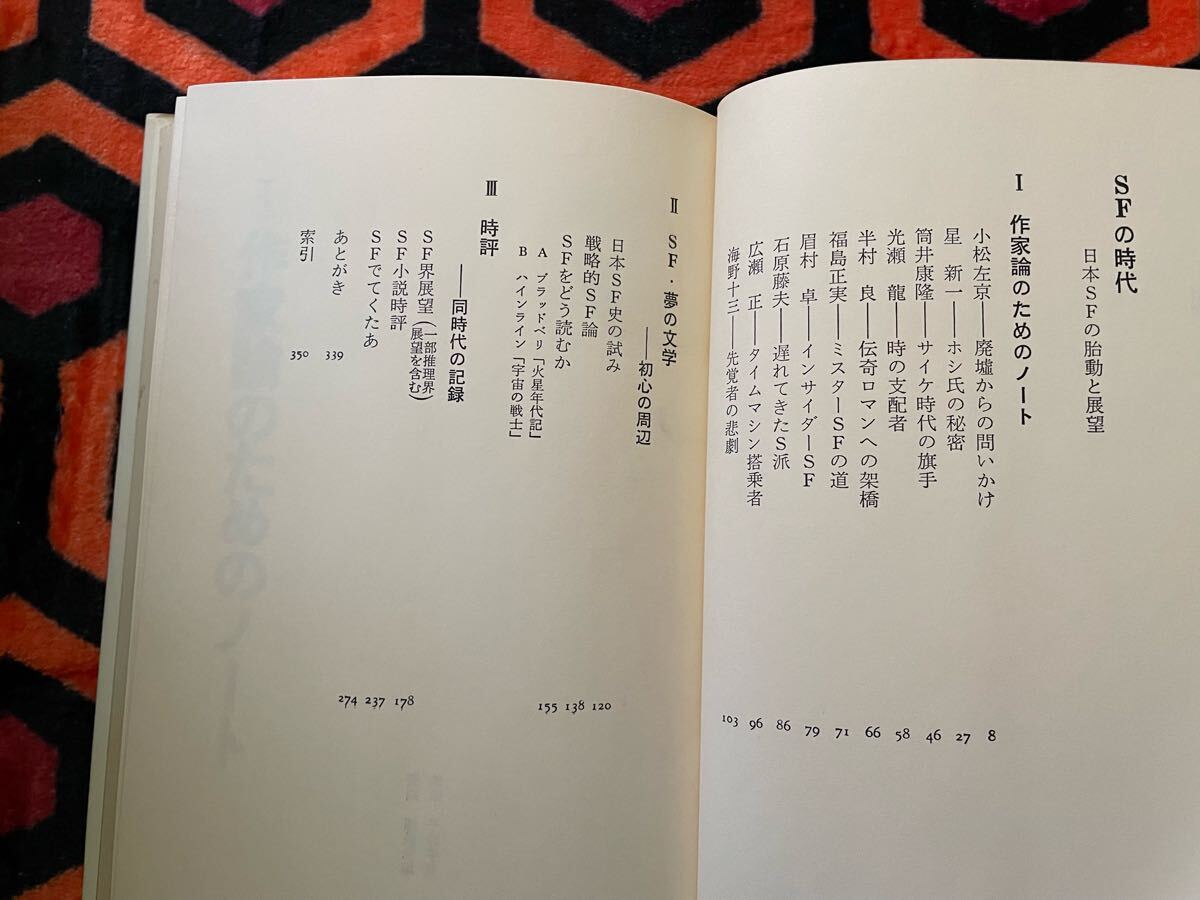 SFの時代
日本SFの胎動と展望
Ⅰ 作家論のためのノート
小松左京——廃墟からの問いかけ 8
星 新一——ホシ氏の秘密 27
筒井康隆——サイケ時代の旗手 46
光瀬 龍——時の支配者 58
半村 良——伝奇ロマンへの架橋 66
福島正実——ミスターSFの道 71
眉村 卓——インサイダーSF 79
石原藤夫——遅れてきたS派 86
広瀬 正——タイムマシン搭乗者 96
海野十三——先覚者の悲劇 103
Ⅱ SF・夢の文学
——初心の周辺
日本SF史の試み 120
戦略的SF論 138
SFをどう読むか 155
A ブラッドベリ「火星年代記」
B ハインライン「宇宙の戦士」
Ⅲ 時評
——同時代の記録
SF界展望(一部推理界展望を含む) 178
SF小説時評 237
SFでてくたあ 274
あとがき 339
索引 350